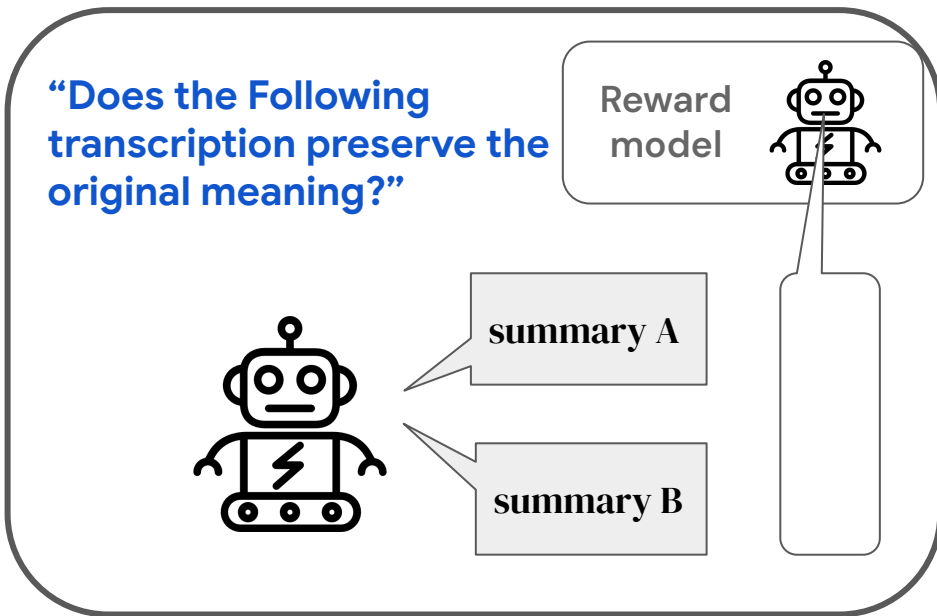 “Does the Following
transcription preserve the
original meaning?”
Reward
model
summary A
summary B